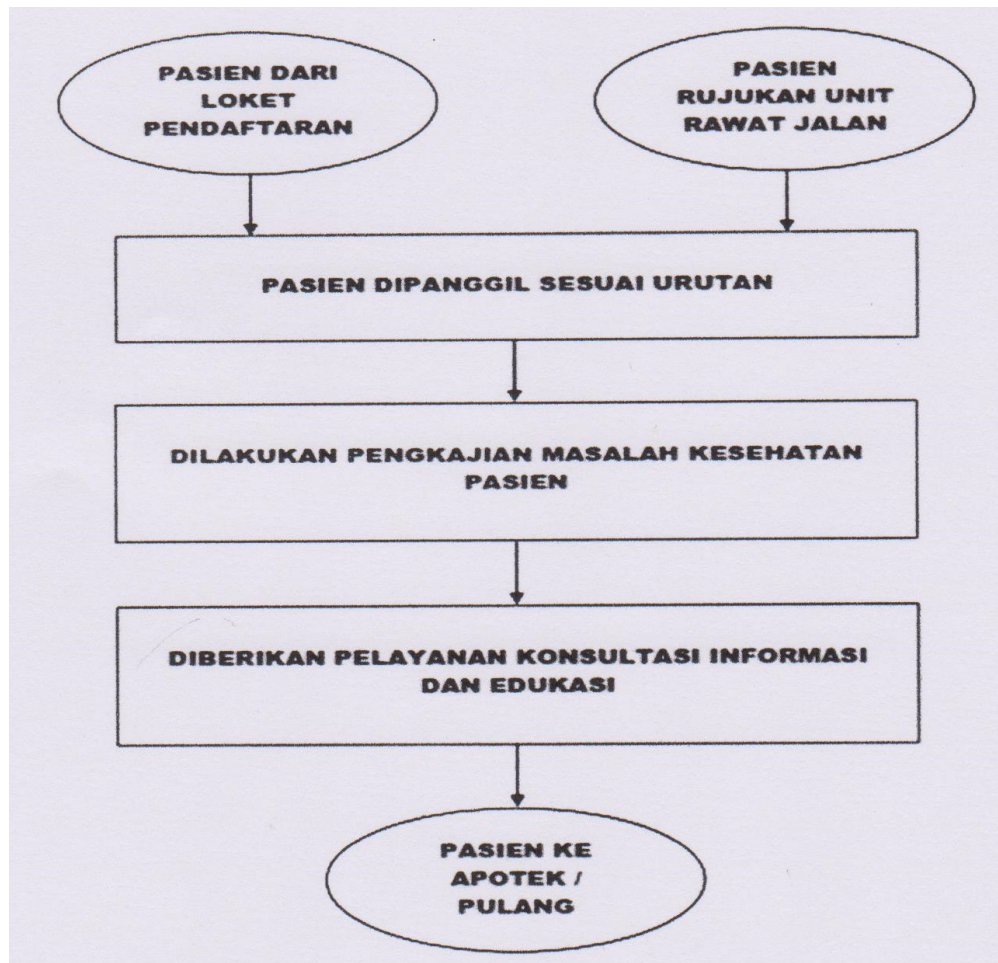 PASIEN DARI
LOKET
PENDAFTARAN
PASIEN
RUJUKAN UNIT
RAWAT JALAN
PASIEN DIPANGGIL SESUAI URUTAN
DILAKUKAN PENGKAJIAN MASALAH KESEHATAN
PASIEN
DIBERIKAN PELAYANAN KONSULTASI INFORMASI
DAN EDUKASI
PASIEN KE
APOTEK /
PULANG